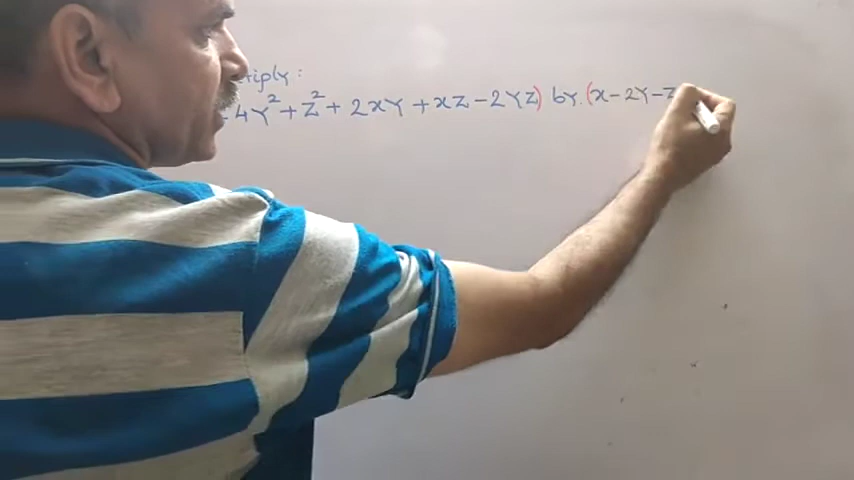 tiply:
4y² + z² + 2xy + xz - 2yz) by (x - 2y - z